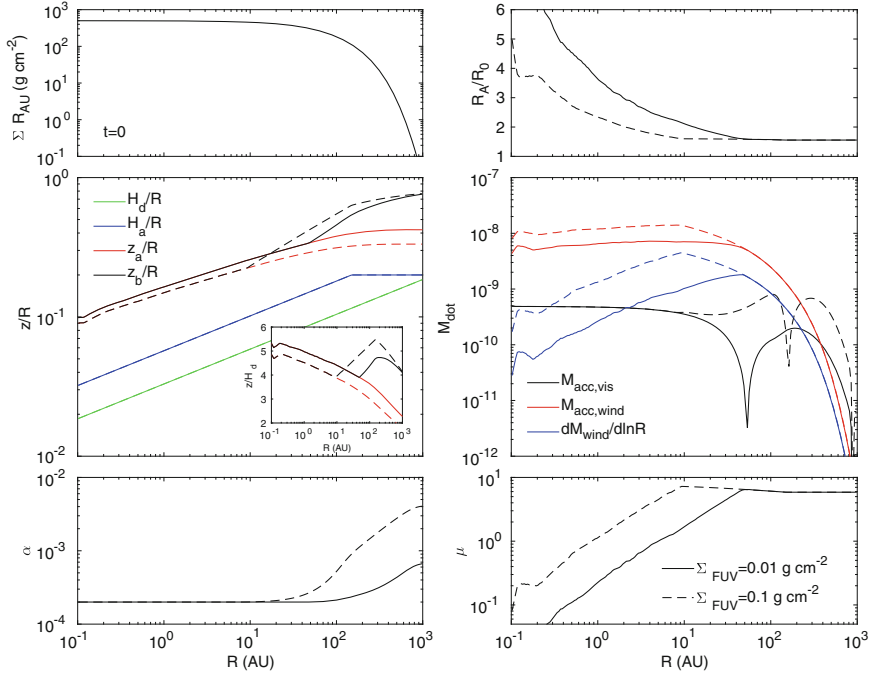 10^3
10^2
10^1
10^0
10^-1
Σ R_AU (g cm^-2)
t=0
6
5
4
3
2
1
R_A/R_0
10^0
10^-1
10^-2
z/R
H_d/R
H_a/R
z_a/R
z_b/R
6
5
4
3
2
z/H_d
10^-1 10^0 10^1 10^2 10^3
R (AU)
10^-7
10^-8
10^-9
10^-10
10^-11
10^-12
M_dot
M_acc,vis
M_acc,wind
dM_wind/dlnR
10^-2
10^-3
10^-4
α
10^-1 10^0 10^1 10^2 10^3
R (AU)
10^1
10^0
10^-1
μ
Σ_FUV=0.01 g cm^-2
Σ_FUV=0.1 g cm^-2
10^-1 10^0 10^1 10^2 10^3
R (AU)